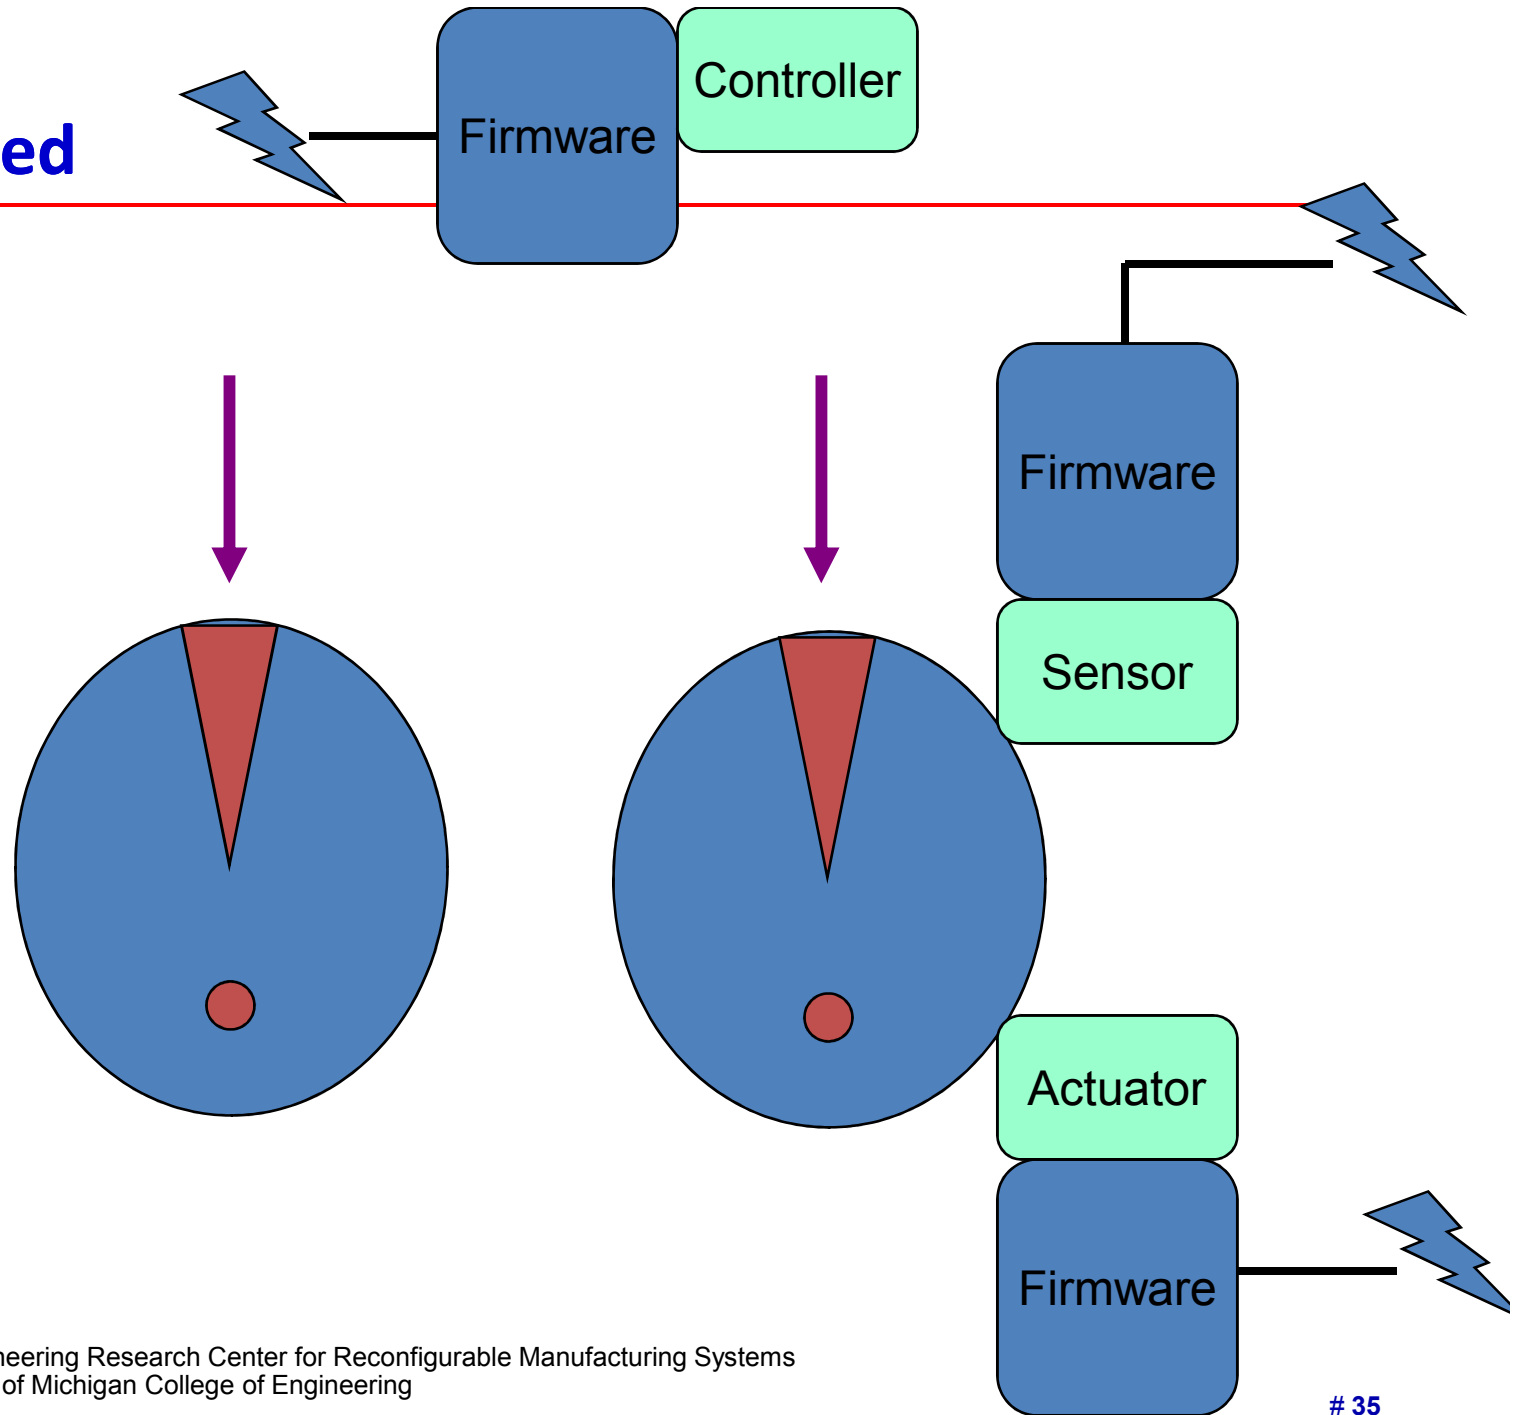 Controller
Firmware
ed
Firmware
Sensor
Actuator
Firmware
neering Research Center for Reconfigurable Manufacturing Systems
of Michigan College of Engineering
# 35